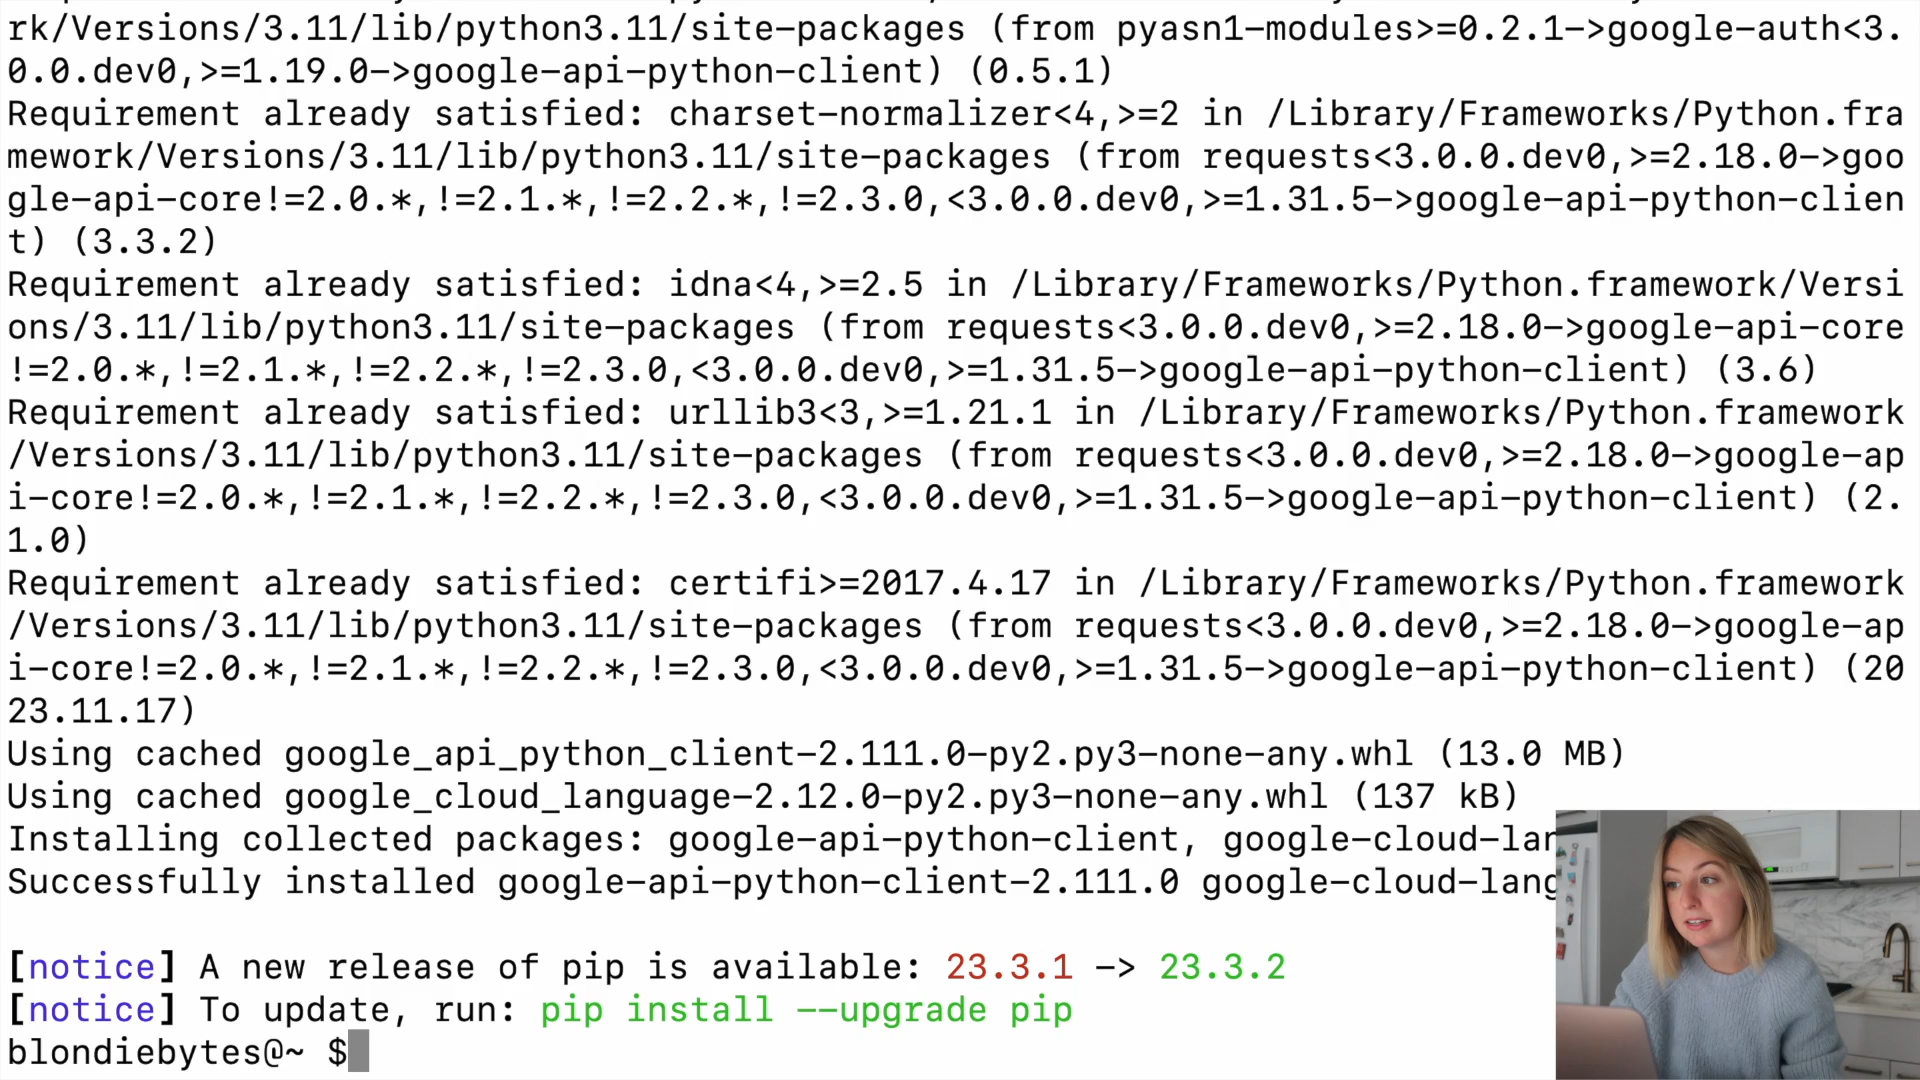 rk/Versions/3.11/lib/python3.11/site-packages (from pyasn1-modules>=0.2.1->google-auth<3.
0.0.dev0,>=1.19.0->google-api-python-client) (0.5.1)
Requirement already satisfied: charset-normalizer<4,>=2 in /Library/Frameworks/Python.fra
mework/Versions/3.11/lib/python3.11/site-packages (from requests<3.0.0.dev0,>=2.18.0->goo
gle-api-core!=2.0.*,!=2.1.*,!=2.2.*,!=2.3.0,<3.0.0.dev0,>=1.31.5->google-api-python-clien
t) (3.3.2)
Requirement already satisfied: idna<4,>=2.5 in /Library/Frameworks/Python.framework/Versi
ons/3.11/lib/python3.11/site-packages (from requests<3.0.0.dev0,>=2.18.0->google-api-core
!=2.0.*,!=2.1.*,!=2.2.*,!=2.3.0,<3.0.0.dev0,>=1.31.5->google-api-python-client) (3.6)
Requirement already satisfied: urllib3<3,>=1.21.1 in /Library/Frameworks/Python.framework
/Versions/3.11/lib/python3.11/site-packages (from requests<3.0.0.dev0,>=2.18.0->google-ap
i-core!=2.0.*,!=2.1.*,!=2.2.*,!=2.3.0,<3.0.0.dev0,>=1.31.5->google-api-python-client) (2.
1.0)
Requirement already satisfied: certifi>=2017.4.17 in /Library/Frameworks/Python.framework
/Versions/3.11/lib/python3.11/site-packages (from requests<3.0.0.dev0,>=2.18.0->google-ap
i-core!=2.0.*,!=2.1.*,!=2.2.*,!=2.3.0,<3.0.0.dev0,>=1.31.5->google-api-python-client) (20
23.11.17)
Using cached google_api_python_client-2.111.0-py2.py3-none-any.whl (13.0 MB)
Using cached google_cloud_language-2.12.0-py2.py3-none-any.whl (137 kB)
Installing collected packages: google-api-python-client, google-cloud-lan
Successfully installed google-api-python-client-2.111.0 google-cloud-lang
[notice] A new release of pip is available: 23.3.1 -> 23.3.2
[notice] To update, run: pip install --upgrade pip
blondiebytes@~ $